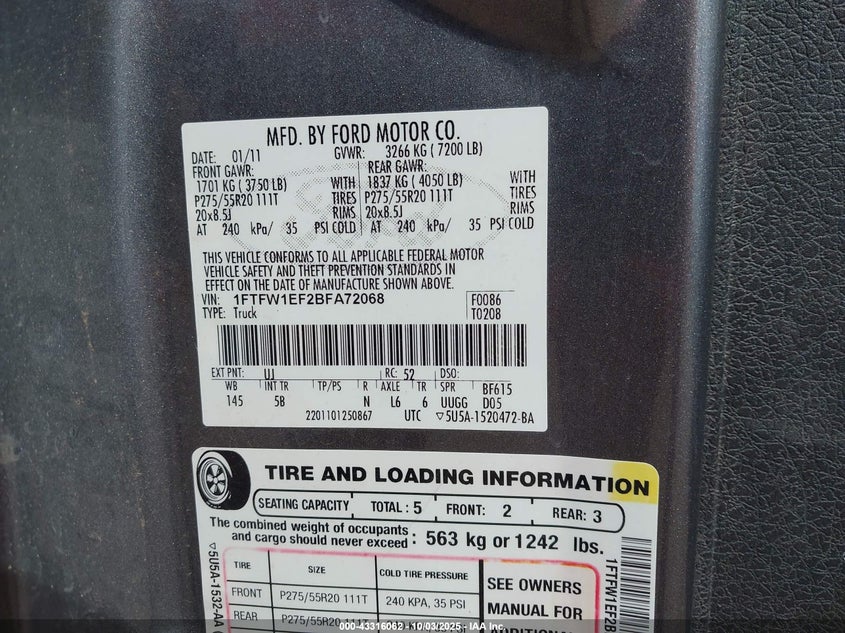 MFD. BY FORD MOTOR CO.
DATE: 01/11 GVWR: 3266 KG ( 7200 LB)
FRONT GAWR: REAR GAWR:
1701 KG ( 3750 LB) WITH 1837 KG ( 4050 LB) WITH
P275/55R20 111T TIRES P275/55R20 111T TIRES
20x8.5J RIMS 20x8.5J RIMS
AT 240 kPa/ 35 PSI COLD AT 240 kPa/ 35 PSI COLD
THIS VEHICLE CONFORMS TO ALL APPLICABLE FEDERAL MOTOR
VEHICLE SAFETY AND THEFT PREVENTION STANDARDS IN
EFFECT ON THE DATE OF MANUFACTURE SHOWN ABOVE.
VIN: 1FTFW1EF2BFA72068 F0086
TYPE: Truck T020B
EXT PNT: UJ RC: 52 DSO:
WB INT TR TP/PS R AXLE TR SPR BF615
145 5B N L6 6 UUGG D05
2201101250867 UTC ▽5U5A-1520472-BA
TIRE AND LOADING INFORMATION
SEATING CAPACITY TOTAL : 5 FRONT: 2 REAR: 3
The combined weight of occupants
and cargo should never exceed : 563 kg or 1242 lbs.
TIRE SIZE COLD TIRE PRESSURE
FRONT P275/55R20 111T 240 KPA, 35 PSI
REAR P275/55R20 111T
SEE OWNERS
MANUAL FOR
ADDITIONAL
▽5U5A-1532-AA
1FTFW1EF2B
000-43316062 - 10/03/2025 - IAA Inc.